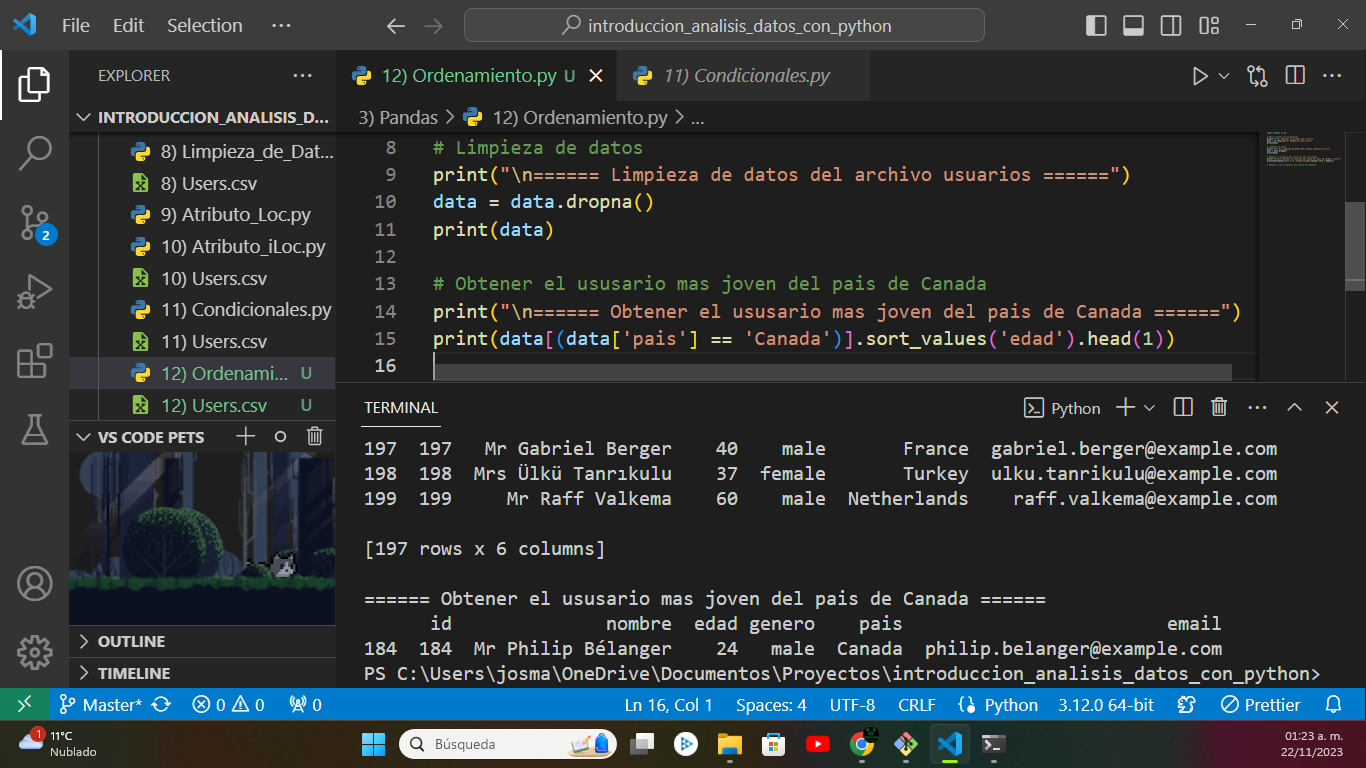 File Edit Selection ···
introduccion_analisis_datos_con_python
EXPLORER ···
INTRODUCCION_ANALISIS_D...
8) Limpieza_de_Dat...
8) Users.csv
9) Atributo_Loc.py
10) Atributo_iLoc.py
10) Users.csv
11) Condicionales.py
11) Users.csv
12) Ordenami... U
12) Users.csv U
VS CODE PETS
OUTLINE
TIMELINE
2
12) Ordenamiento.py U
11) Condicionales.py
3) Pandas > 12) Ordenamiento.py > ...
8 # Limpieza de datos
9 print("\n====== Limpieza de datos del archivo usuarios ======")
10 data = data.dropna()
11 print(data)
12
13 # Obtener el ususario mas joven del pais de Canada
14 print("\n====== Obtener el ususario mas joven del pais de Canada ======")
15 print(data[(data['pais'] == 'Canada')].sort_values('edad').head(1))
16
TERMINAL
Python
197 197 Mr Gabriel Berger 40 male France gabriel.berger@example.com
198 198 Mrs Ülkü Tanrıkulu 37 female Turkey ulku.tanrikulu@example.com
199 199 Mr Raff Valkema 60 male Netherlands raff.valkema@example.com
[197 rows x 6 columns]
====== Obtener el ususario mas joven del pais de Canada ======
id nombre edad genero pais email
184 184 Mr Philip Bélanger 24 male Canada philip.belanger@example.com
PS C:\Users\josma\OneDrive\Documentos\Proyectos\introduccion_analisis_datos_con_python>
Master* 0 0 0 Ln 16, Col 1 Spaces: 4 UTF-8 CRLF Python 3.12.0 64-bit Prettier
1
11°C
Nublado
Búsqueda
01:23 a. m.
22/11/2023